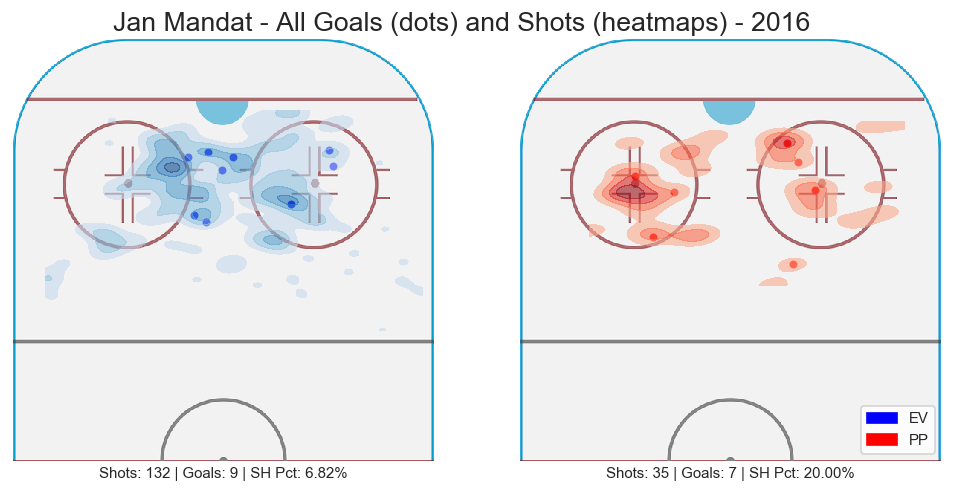 Jan Mandat - All Goals (dots) and Shots (heatmaps) - 2016
EV
PP
Shots: 132 | Goals: 9 | SH Pct: 6.82%
Shots: 35 | Goals: 7 | SH Pct: 20.00%